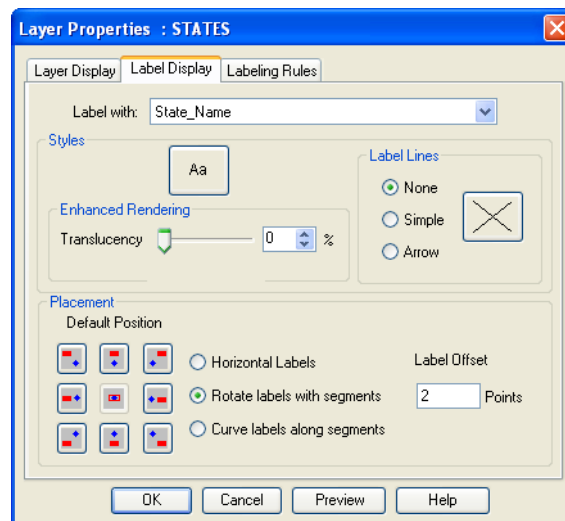 Layer Properties : STATES
Layer Display Label Display Labeling Rules
Label with: State_Name
Styles
Aa
Label Lines
None
Simple
Arrow
Enhanced Rendering
Translucency 0 %
Placement
Default Position
Horizontal Labels
Rotate labels with segments
Curve labels along segments
Label Offset
2 Points
OK Cancel Preview Help